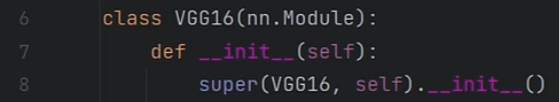 6 class VGG16(nn.Module):
7 def __init__(self):
8 super(VGG16, self).__init__()